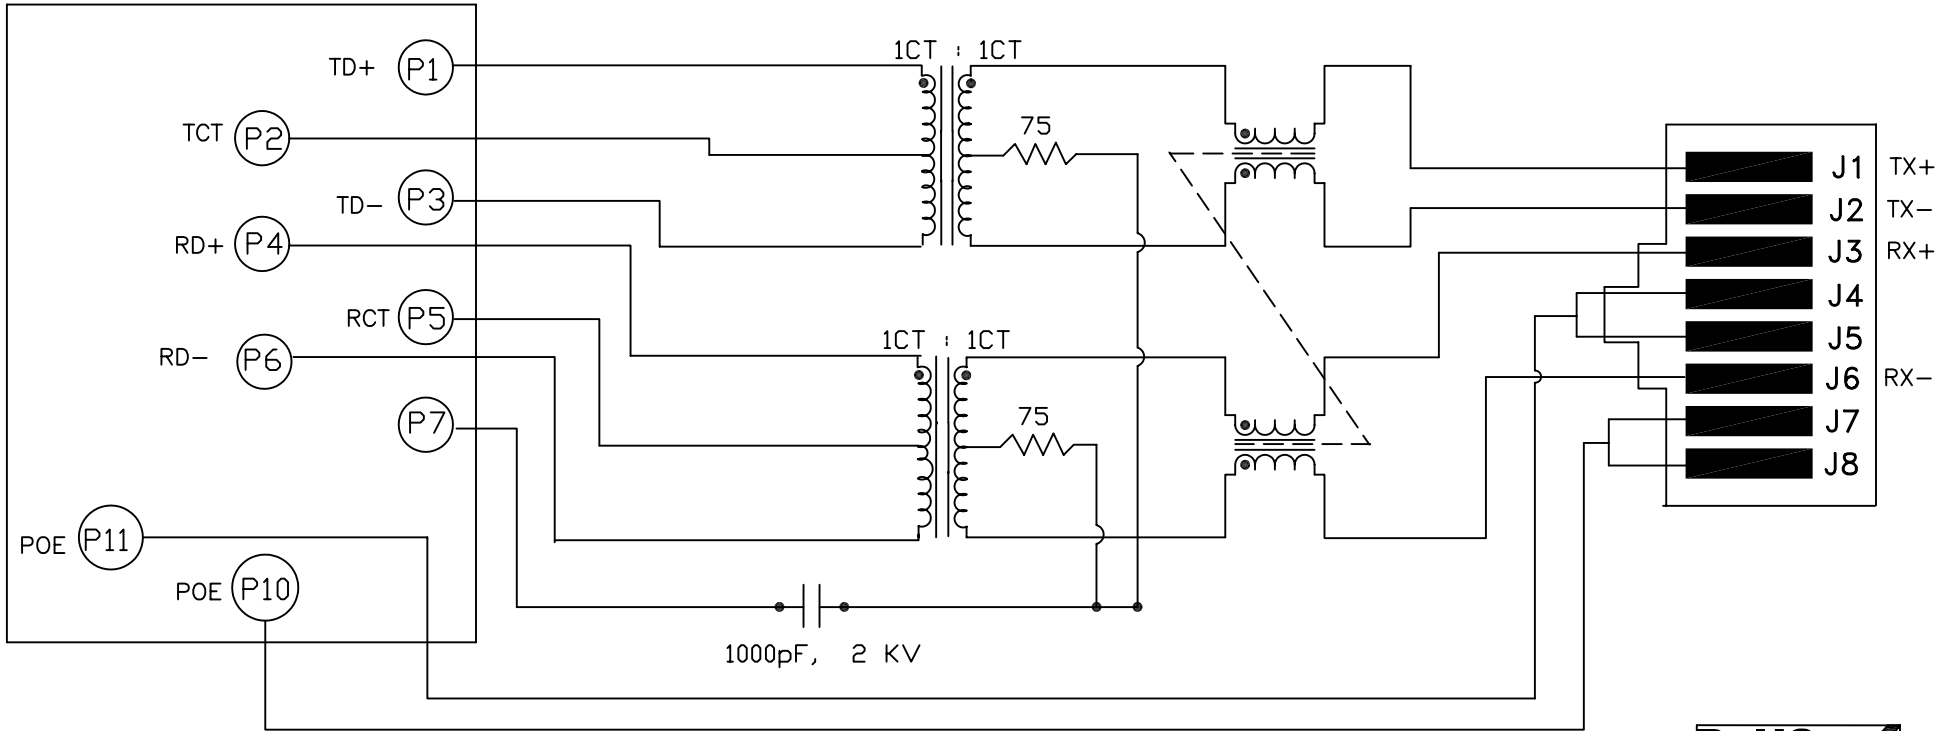 1CT : 1CT
TD+ P1
TCT P2
75
TD- P3
RD+ P4
J1 TX+
J2 TX-
J3 RX+
J4
J5
J6 RX-
J7
J8
RCT P5
1CT : 1CT
RD- P6
75
P7
POE P11
POE P10
1000pF, 2 KV